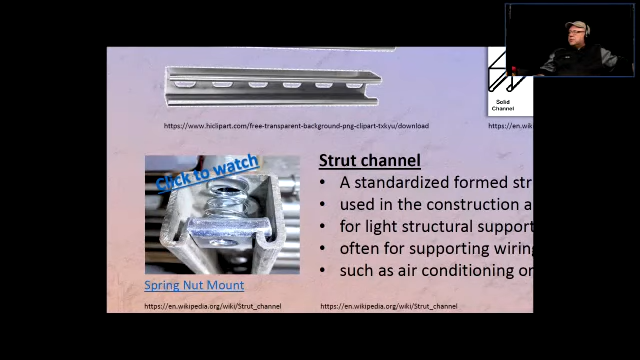 Solid
Channel
https://www.hiclipart.com/free-transparent-background-png-clipart-txkyu/download
https://en.wi
Click to watch
Strut channel
• A standardized formed str
• used in the construction a
• for light structural support
• often for supporting wiring
• such as air conditioning or
Spring Nut Mount
https://en.wikipedia.org/wiki/Strut_channel
https://en.wikipedia.org/wiki/Strut_channel